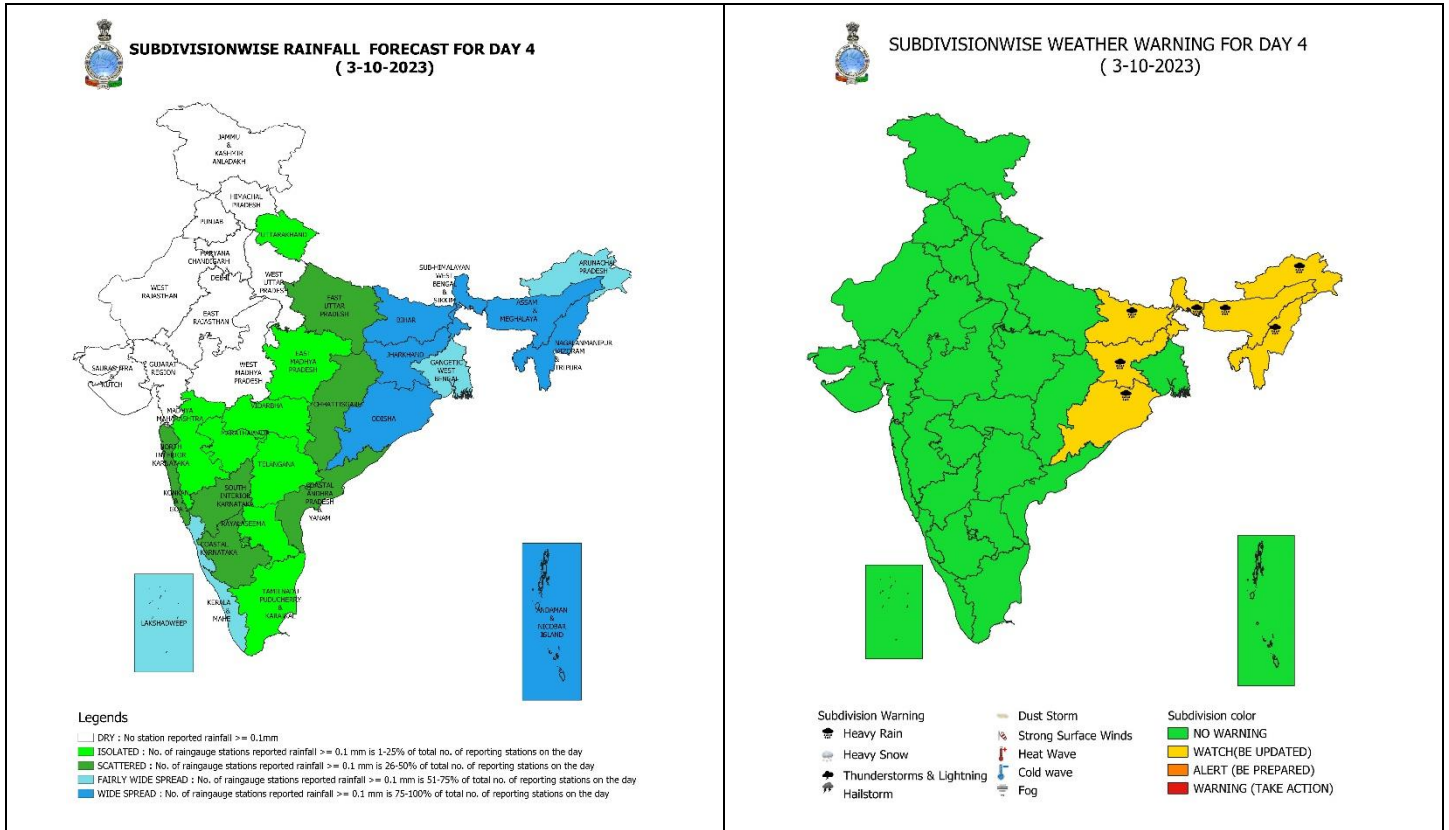 SUBDIVISIONWISE RAINFALL FORECAST FOR DAY 4
( 3-10-2023)
JAMMU
&
KASHMIR
ANLADAKH
HIMACHAL
PRADESH
PUNJAB
UTTARAKHAND
HARYANA
CHANDIGARH
DELHI
WEST
UTTAR
PRADESH
WEST
RAJASTHAN
EAST
RAJASTHAN
EAST
UTTAR
PRADESH
SUB-HIMALAYAN
WEST
BENGAL
&
SIKKIM
ARUNACHAL
PRADESH
ASSAM
&
MEGHALAYA
BIHAR
NAGALANMANIPUR
MIZORAM
&
TRIPURA
JHARKHAND
GANGETIC
WEST
BENGAL
SAURASHTRA
&
KUTCH
GUJARAT
REGION
WEST
MADHYA
PRADESH
EAST
MADHYA
PRADESH
CHHATTISGARH
ODISHA
VIDARBHA
MADHYA
MAHARASHTRA
MARATHAWADA
NORTH
INTERIOR
KARNATAKA
TELANGANA
KONKAN
&
GOA
SOUTH
INTERIOR
KARNATAKA
COASTAL
ANDHRA
PRADESH
&
YANAM
RAYALASEEMA
COASTAL
KARNATAKA
KERALA
&
MAHE
TAMILNADU
PUDUCHERRY
&
KARAIKAL
LAKSHADWEEP
ANDAMAN
&
NICOBAR
ISLAND
Legends
DRY : No station reported rainfall >= 0.1mm
ISOLATED : No. of raingauge stations reported rainfall >= 0.1 mm is 1-25% of total no. of reporting stations on the day
SCATTERED : No. of raingauge stations reported rainfall >= 0.1 mm is 26-50% of total no. of reporting stations on the day
FAIRLY WIDE SPREAD : No. of raingauge stations reported rainfall >= 0.1 mm is 51-75% of total no. of reporting stations on the day
WIDE SPREAD : No. of raingauge stations reported rainfall >= 0.1 mm is 75-100% of total no. of reporting stations on the day
SUBDIVISIONWISE WEATHER WARNING FOR DAY 4
( 3-10-2023)
Subdivision Warning
Heavy Rain
Heavy Snow
Thunderstorms & Lightning
Hailstorm
Dust Storm
Strong Surface Winds
Heat Wave
Cold wave
Fog
Subdivision color
NO WARNING
WATCH(BE UPDATED)
ALERT (BE PREPARED)
WARNING (TAKE ACTION)